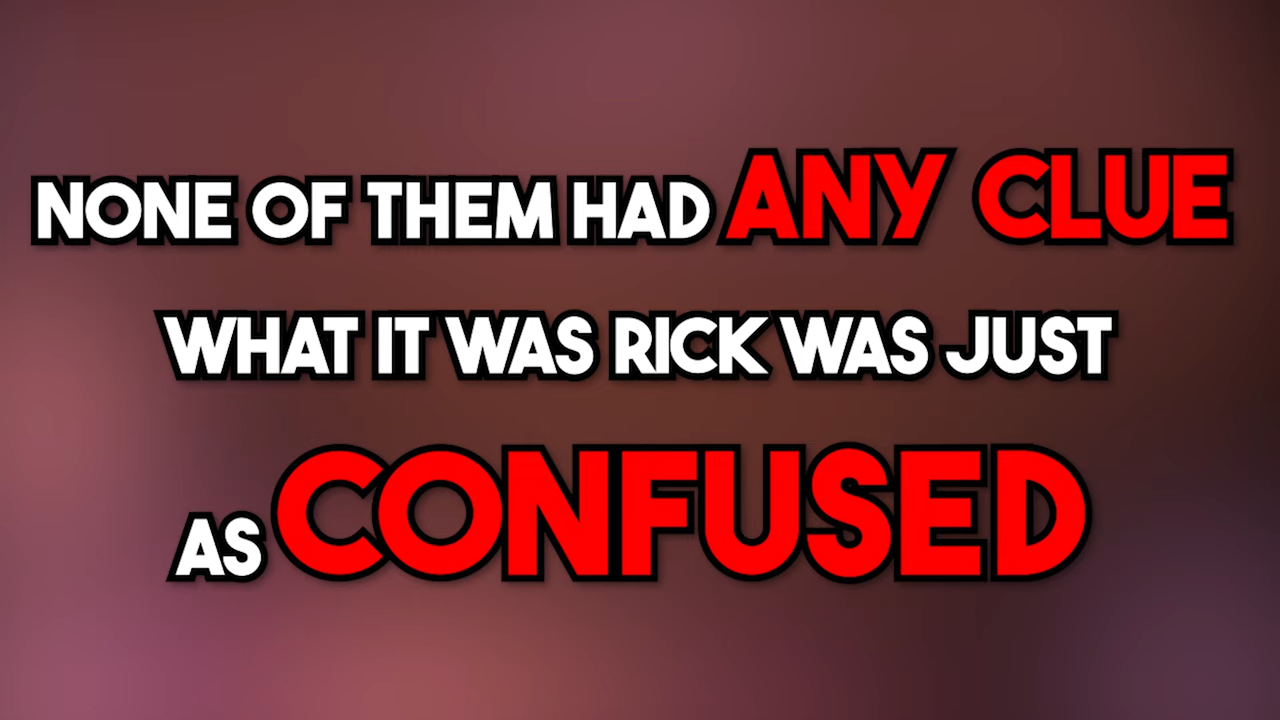 NONE OF THEM HAD ANY CLUE
WHAT IT WAS RICK WAS JUST
AS CONFUSED